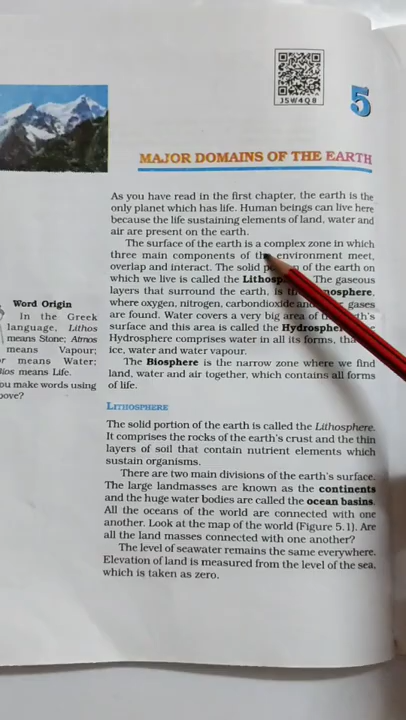 J5W4Q8
5
MAJOR DOMAINS OF THE EARTH
As you have read in the first chapter, the earth is the
only planet which has life. Human beings can live here
because the life sustaining elements of land, water and
air are present on the earth.
The surface of the earth is a complex zone in which
three main components of the environment meet,
overlap and interact. The solid of the earth on
which we live is called the The gaseous
layers that surround the earth, is
where oxygen, nitrogen, carbondioxide and gases
are found. Water covers a very big area of
surface and this area is called the
Hydrosphere comprises water in all its forms,
ice, water and water vapour.
The Biosphere is the narrow zone where we find
land, water and air together, which contains all forms
of life.
Word Origin
In the Greek
language, Lithos
means Stone; Atmos
means Vapour;
means Water;
means Life.
make words using
LITHOSPHERE
The solid portion of the earth is called the Lithosphere.
It comprises the rocks of the earth's crust and the thin
layers of soil that contain nutrient elements which
sustain organisms.
There are two main divisions of the earth's surface.
The large landmasses are known as the continents
and the huge water bodies are called the ocean basins.
All the oceans of the world are connected with one
another. Look at the map of the world (Figure 5.1). Are
all the land masses connected with one another?
The level of seawater remains the same everywhere.
Elevation of land is measured from the level of the sea,
which is taken as zero.